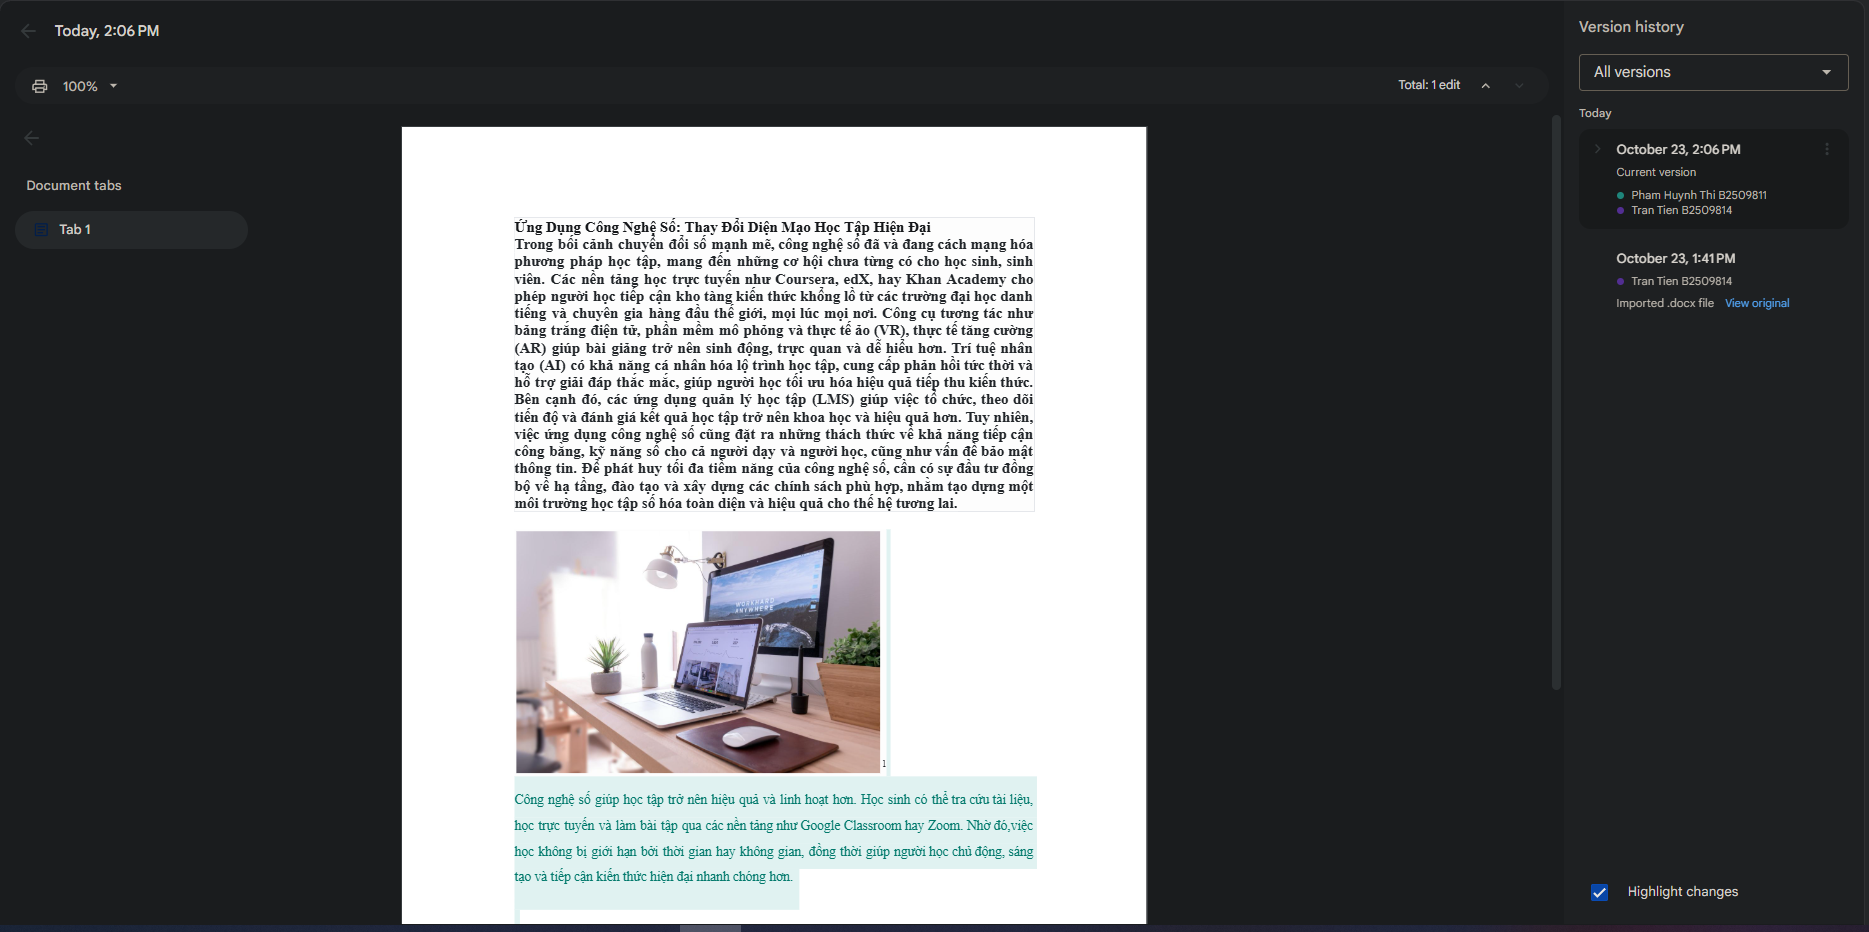 Today, 2:06 PM
100%
Total: 1 edit
Document tabs
Tab 1
Ứng Dụng Công Nghệ Số: Thay Đổi Diện Mạo Học Tập Hiện Đại
Trong bối cảnh chuyển đổi số mạnh mẽ, công nghệ số đã và đang cách mạng hóa
phương pháp học tập, mang đến những cơ hội chưa từng có cho học sinh, sinh
viên. Các nền tảng học trực tuyến như Coursera, edX, hay Khan Academy cho
phép người học tiếp cận kho tàng kiến thức khổng lồ từ các trường đại học danh
tiếng và chuyên gia hàng đầu thế giới, mọi lúc mọi nơi. Công cụ tương tác như
bảng trắng điện tử, phần mềm mô phỏng và thực tế ảo (VR), thực tế tăng cường
(AR) giúp bài giảng trở nên sinh động, trực quan và dễ hiểu hơn. Trí tuệ nhân
tạo (AI) có khả năng cá nhân hóa lộ trình học tập, cung cấp phản hồi tức thời và
hỗ trợ giải đáp thắc mắc, giúp người học tối ưu hóa hiệu quả tiếp thu kiến thức.
Bên cạnh đó, các ứng dụng quản lý học tập (LMS) giúp việc tổ chức, theo dõi
tiến độ và đánh giá kết quả học tập trở nên khoa học và hiệu quả hơn. Tuy nhiên,
việc ứng dụng công nghệ số cũng đặt ra những thách thức về khả năng tiếp cận
công bằng, kỹ năng số cho cả người dạy và người học, cũng như vấn đề bảo mật
thông tin. Để phát huy tối đa tiềm năng của công nghệ số, cần có sự đầu tư đồng
bộ về hạ tầng, đào tạo và xây dựng các chính sách phù hợp, nhằm tạo dựng một
môi trường học tập số hóa toàn diện và hiệu quả cho thế hệ tương lai.
WORK HARD
ANYWHERE
1
Công nghệ số giúp học tập trở nên hiệu quả và linh hoạt hơn. Học sinh có thể tra cứu tài liệu,
học trực tuyến và làm bài tập qua các nền tảng như Google Classroom hay Zoom. Nhờ đó,việc
học không bị giới hạn bởi thời gian hay không gian, đồng thời giúp người học chủ động, sáng
tạo và tiếp cận kiến thức hiện đại nhanh chóng hơn.
Version history
All versions
Today
October 23, 2:06 PM
Current version
Pham Huynh Thi B2509811
Tran Tien B2509814
October 23, 1:41 PM
Tran Tien B2509814
Imported .docx file View original
Highlight changes